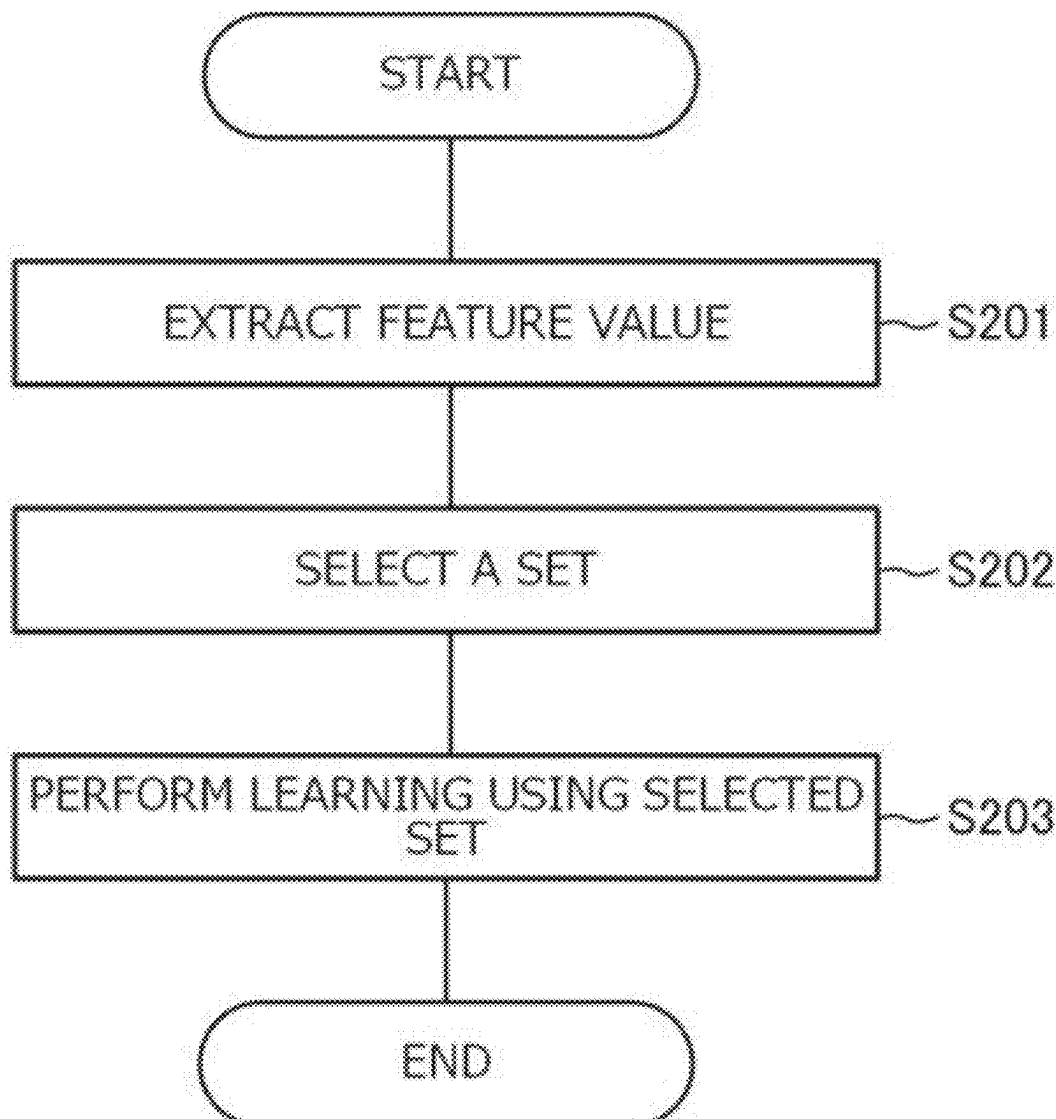 START
EXTRACT FEATURE VALUE
S201
SELECT A SET
S202
PERFORM LEARNING USING SELECTED
SET
S203
END